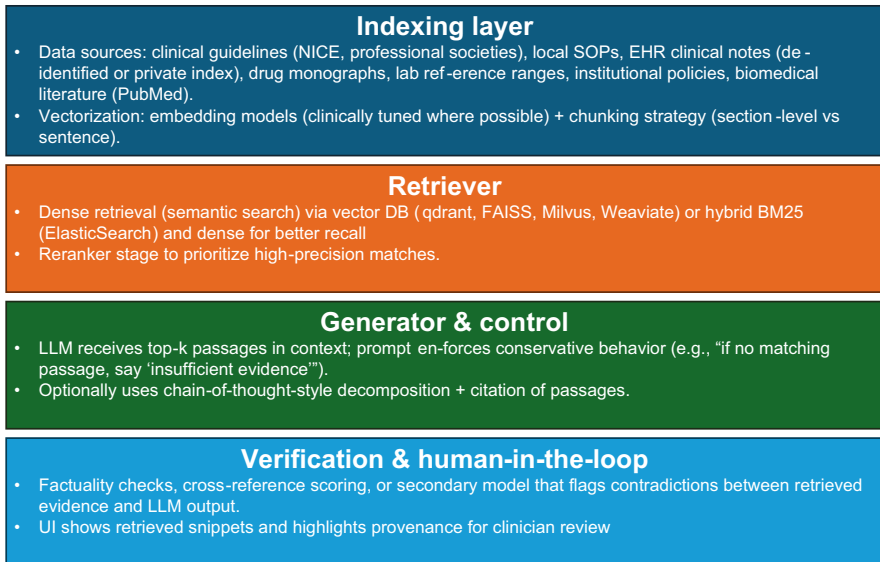 Indexing layer
• Data sources: clinical guidelines (NICE, professional societies), local SOPs, EHR clinical notes (de-
identified or private index), drug monographs, lab ref-erence ranges, institutional policies, biomedical
literature (PubMed).
• Vectorization: embedding models (clinically tuned where possible) + chunking strategy (section-level vs
sentence).
Retriever
• Dense retrieval (semantic search) via vector DB (qdrant, FAISS, Milvus, Weaviate) or hybrid BM25
(ElasticSearch) and dense for better recall
• Reranker stage to prioritize high-precision matches.
Generator & control
• LLM receives top-k passages in context; prompt en-forces conservative behavior (e.g., “if no matching
passage, say ‘insufficient evidence’”).
• Optionally uses chain-of-thought-style decomposition + citation of passages.
Verification & human-in-the-loop
• Factuality checks, cross-reference scoring, or secondary model that flags contradictions between retrieved
evidence and LLM output.
• UI shows retrieved snippets and highlights provenance for clinician review